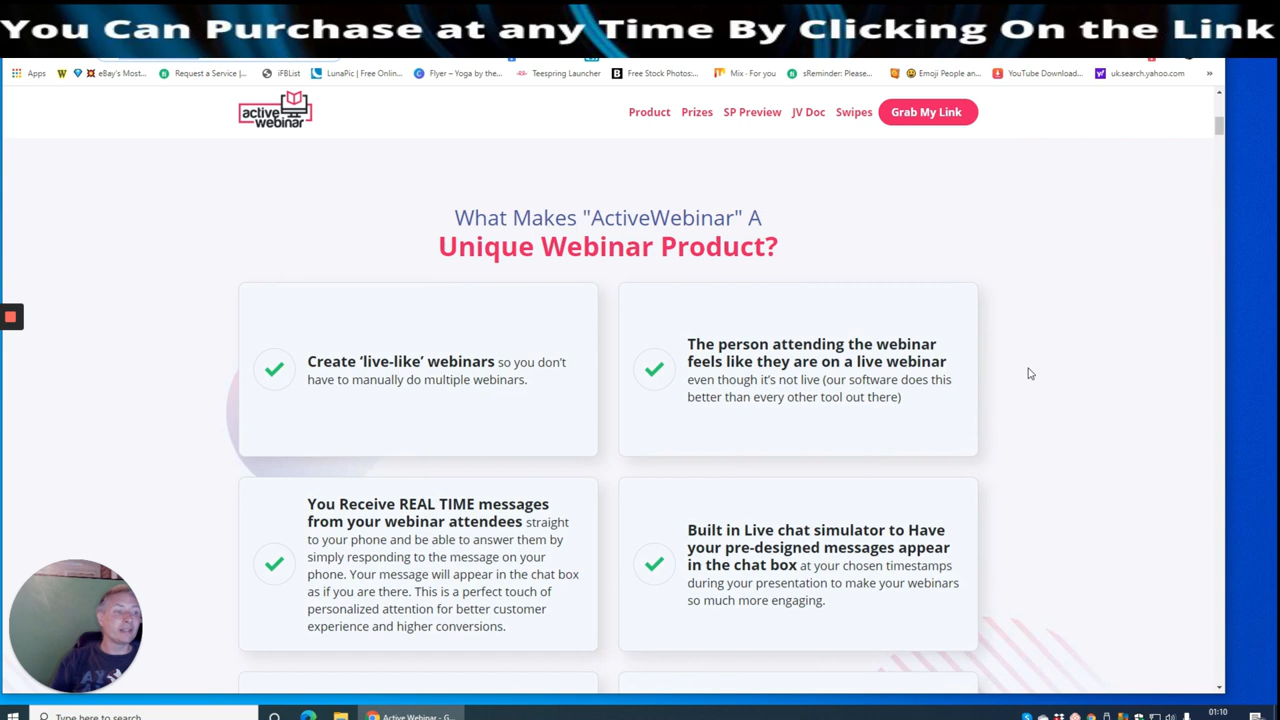 You Can Purchase at any Time By Clicking On the Link
Apps
eBay's Most...
Request a Service |...
iFBList
LunaPic | Free Onlin...
Flyer – Yoga by the...
Teespring Launcher
Free Stock Photos:...
Mix - For you
sReminder: Please...
Emoji People an...
YouTube Download...
uk.search.yahoo.com
»
active webinar
Product
Prizes
SP Preview
JV Doc
Swipes
Grab My Link
What Makes "ActiveWebinar" A
Unique Webinar Product?
Create ‘live-like’ webinars so you don’t
have to manually do multiple webinars.
The person attending the webinar
feels like they are on a live webinar
even though it’s not live (our software does this
better than every other tool out there)
You Receive REAL TIME messages
from your webinar attendees straight
to your phone and be able to answer them by
simply responding to the message on your
phone. Your message will appear in the chat box
as if you are there. This is a perfect touch of
personalized attention for better customer
experience and higher conversions.
Built in Live chat simulator to Have
your pre-designed messages appear
in the chat box at your chosen timestamps
during your presentation to make your webinars
so much more engaging.
Type here to search
Active Webinar - G...
01:10